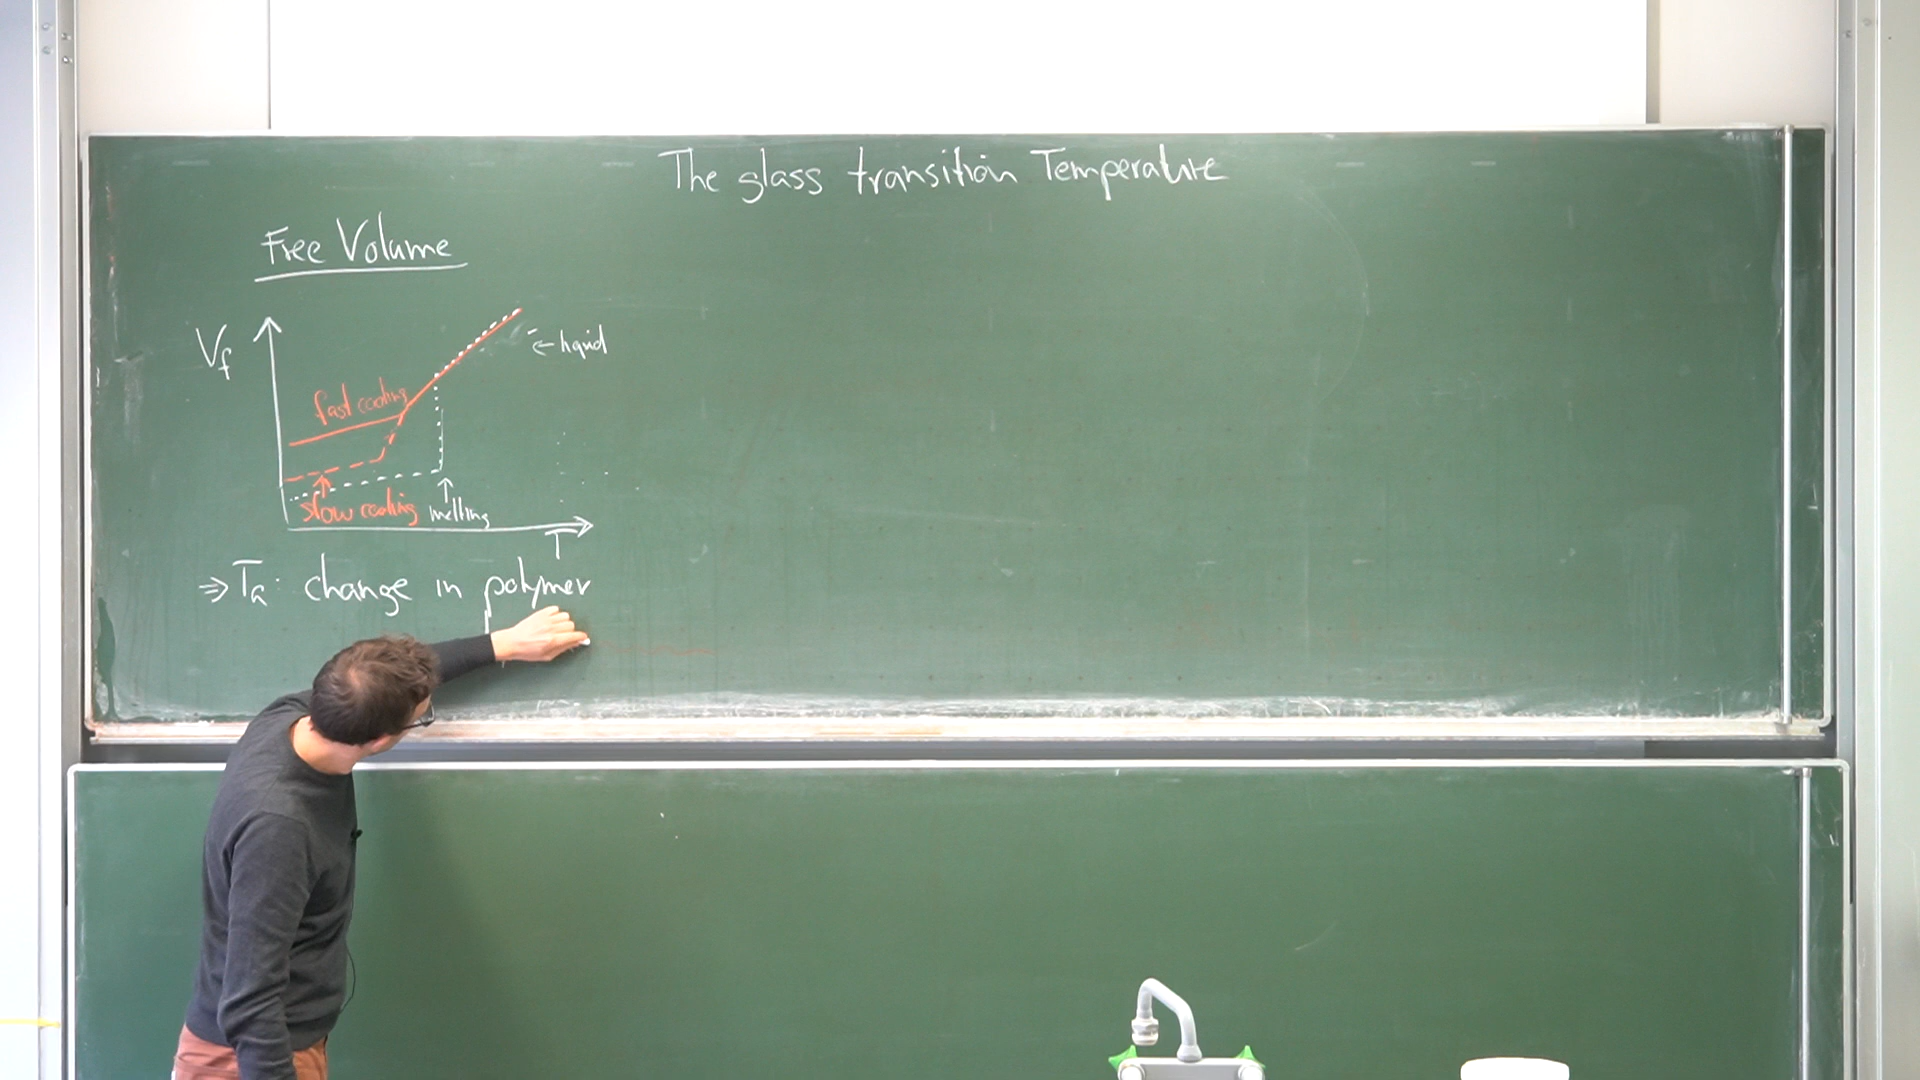 The glass transition Temperature
Free Volume
V_f
← liquid
fast cooling
slow cooling
melting
T
⇒ T_G: change in polymer